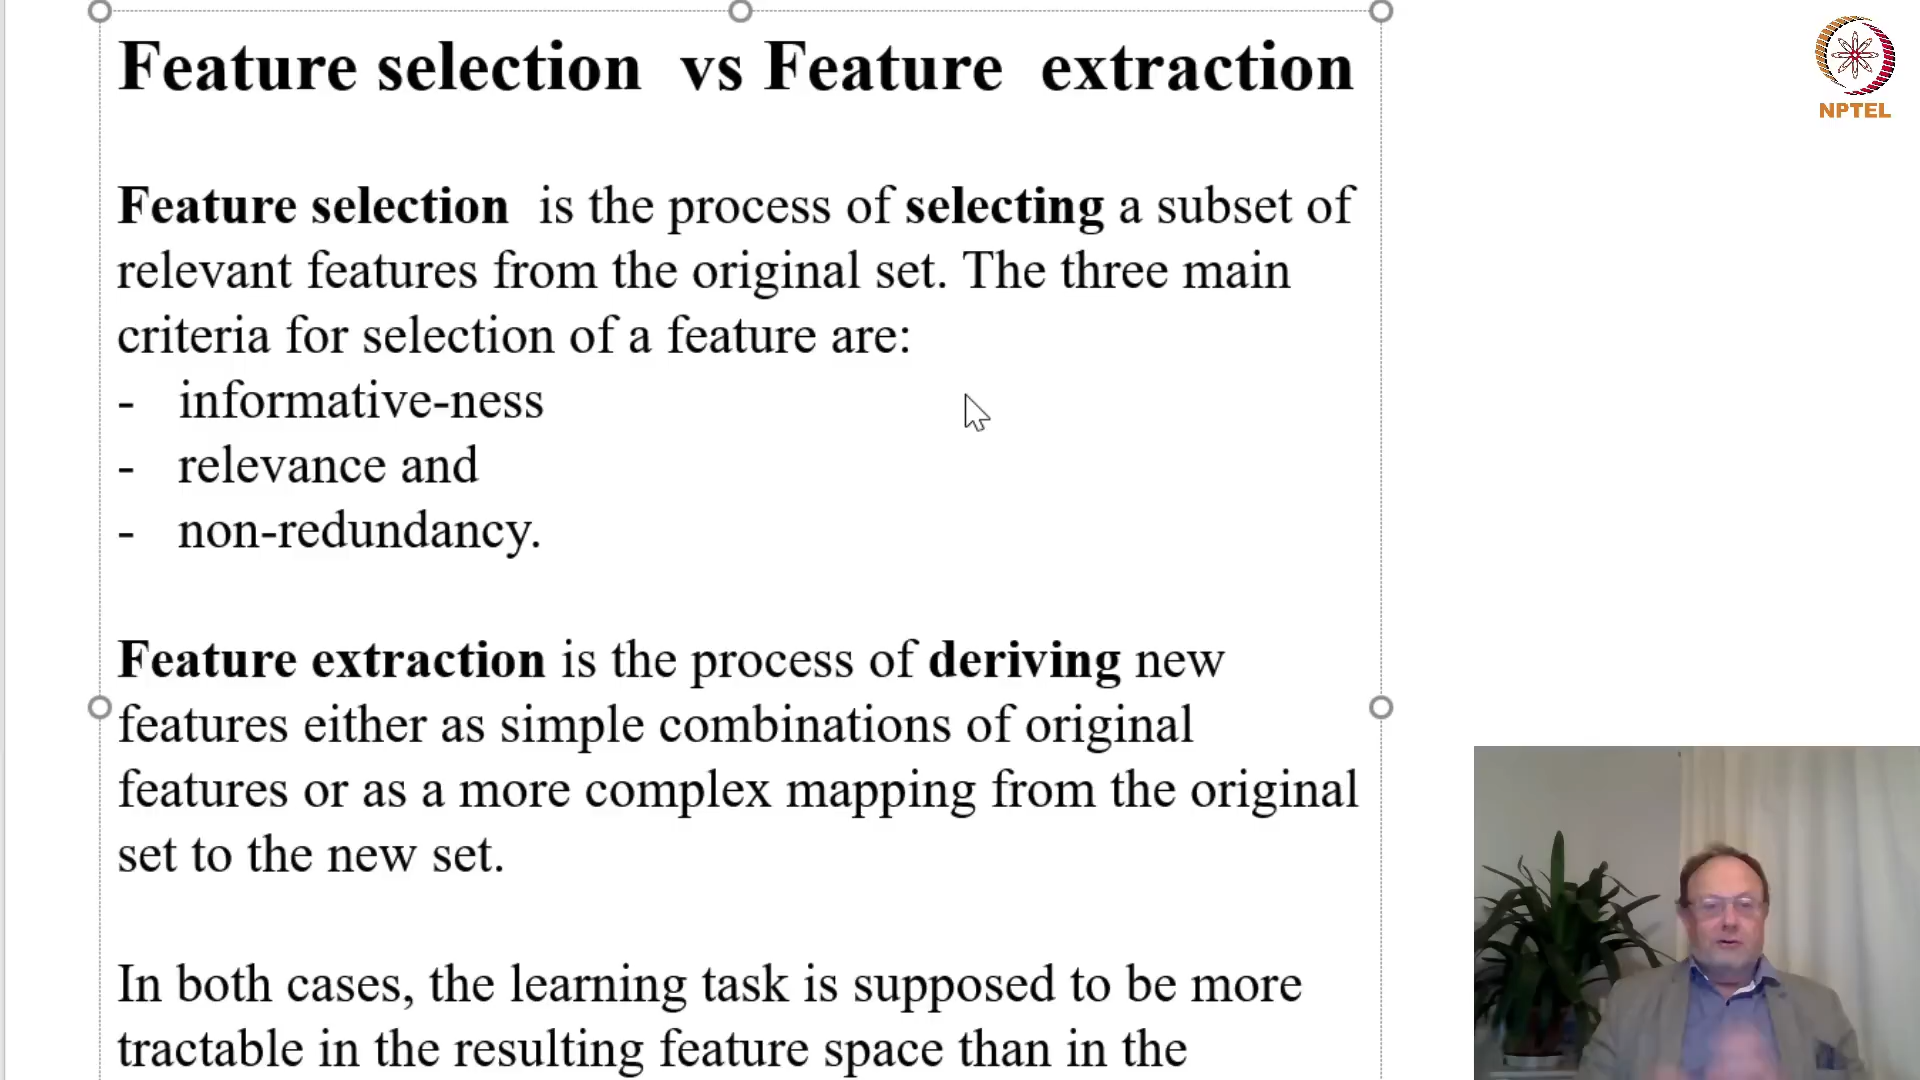 Feature selection vs Feature extraction
NPTEL
Feature selection is the process of selecting a subset of
relevant features from the original set. The three main
criteria for selection of a feature are:
- informative-ness
- relevance and
- non-redundancy.
Feature extraction is the process of deriving new
features either as simple combinations of original
features or as a more complex mapping from the original
set to the new set.
In both cases, the learning task is supposed to be more
tractable in the resulting feature space than in the